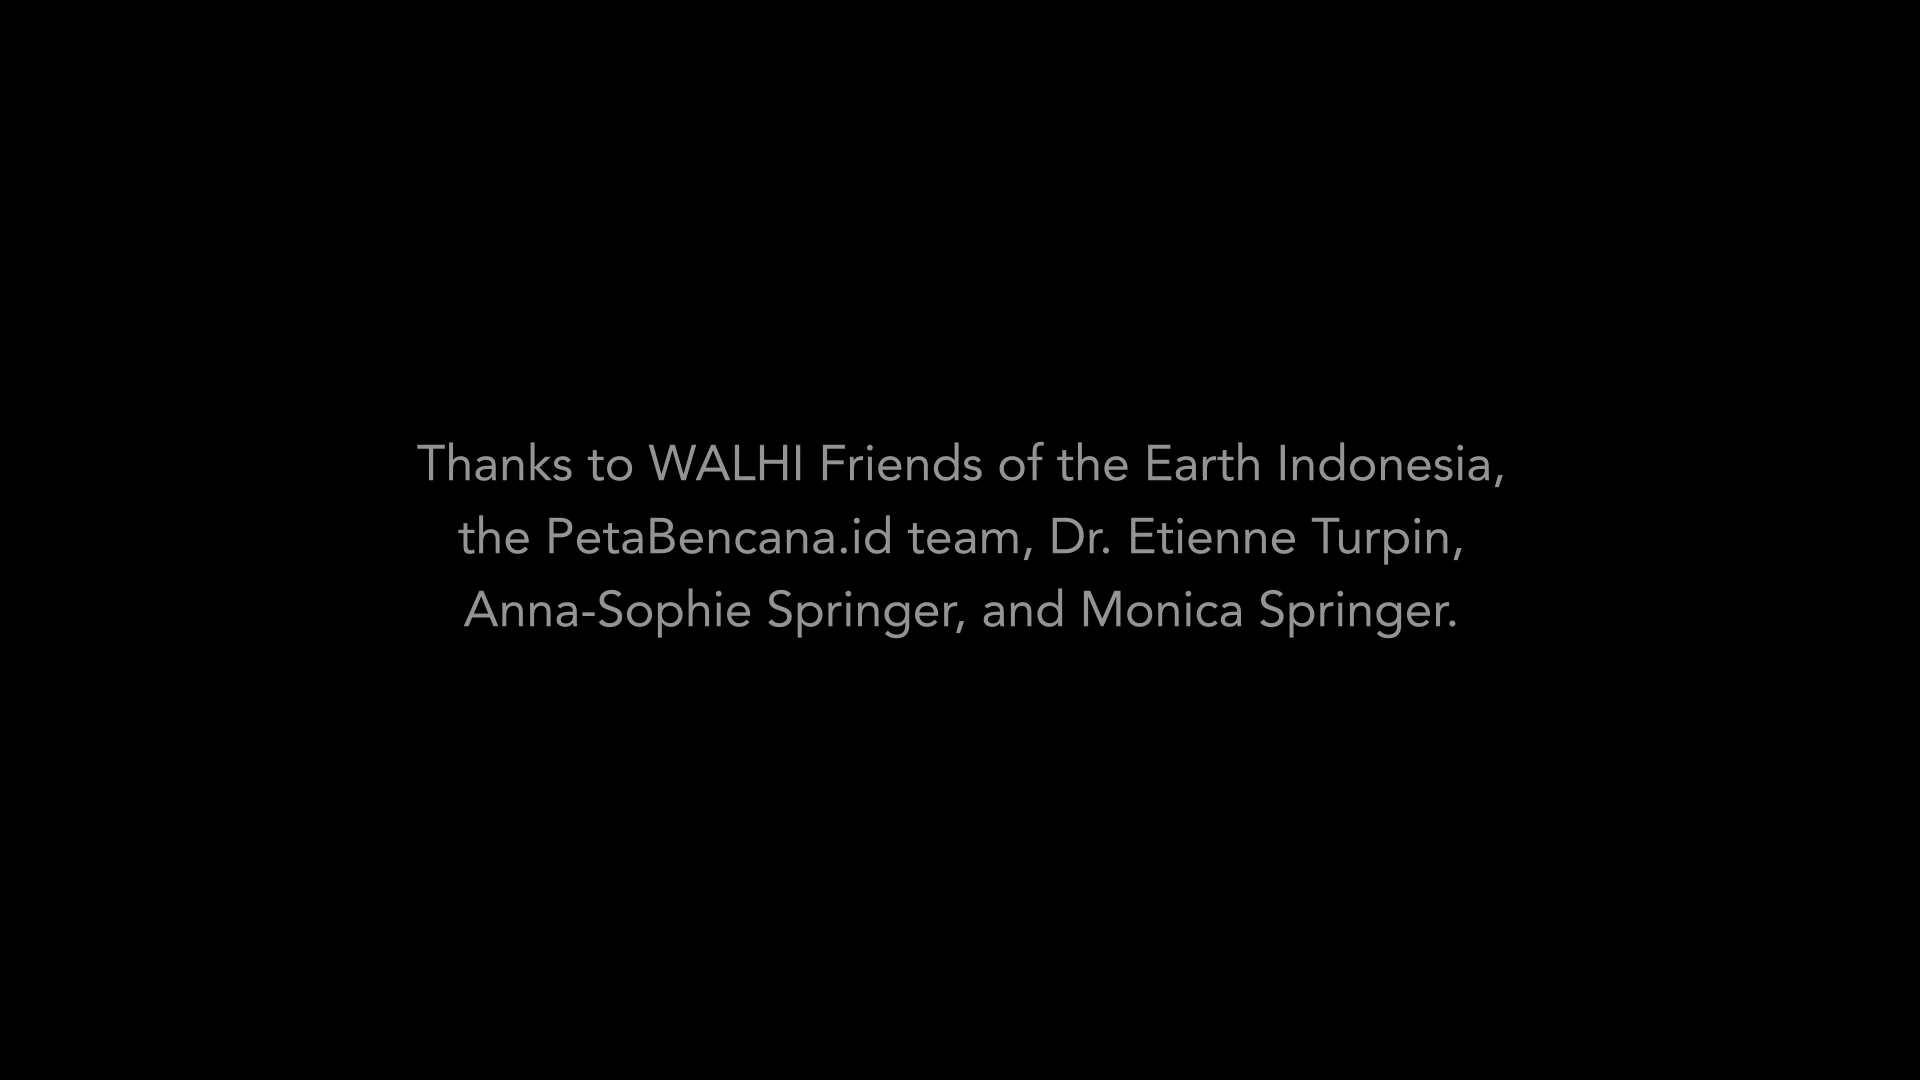 Thanks to WALHI Friends of the Earth Indonesia,
the PetaBencana.id team, Dr. Etienne Turpin,
Anna-Sophie Springer, and Monica Springer.